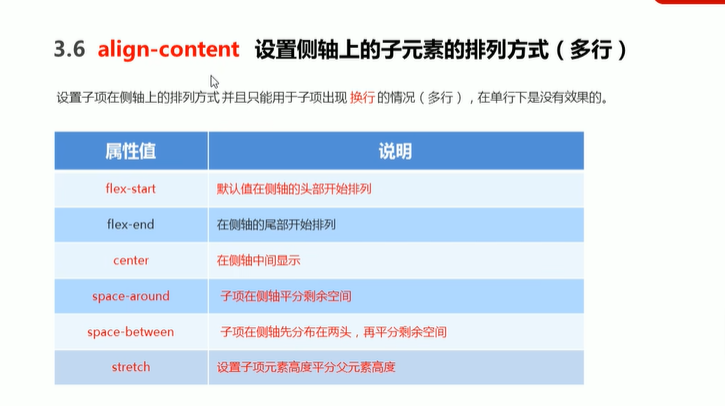 3.6 align-content 设置侧轴上的子元素的排列方式（多行）
设置子项在侧轴上的排列方式 并且只能用于子项出现 换行 的情况（多行），在单行下是没有效果的。
属性值 说明
flex-start 默认值在侧轴的头部开始排列
flex-end 在侧轴的尾部开始排列
center 在侧轴中间显示
space-around 子项在侧轴平分剩余空间
space-between 子项在侧轴先分布在两头，再平分剩余空间
stretch 设置子项元素高度平分父元素高度